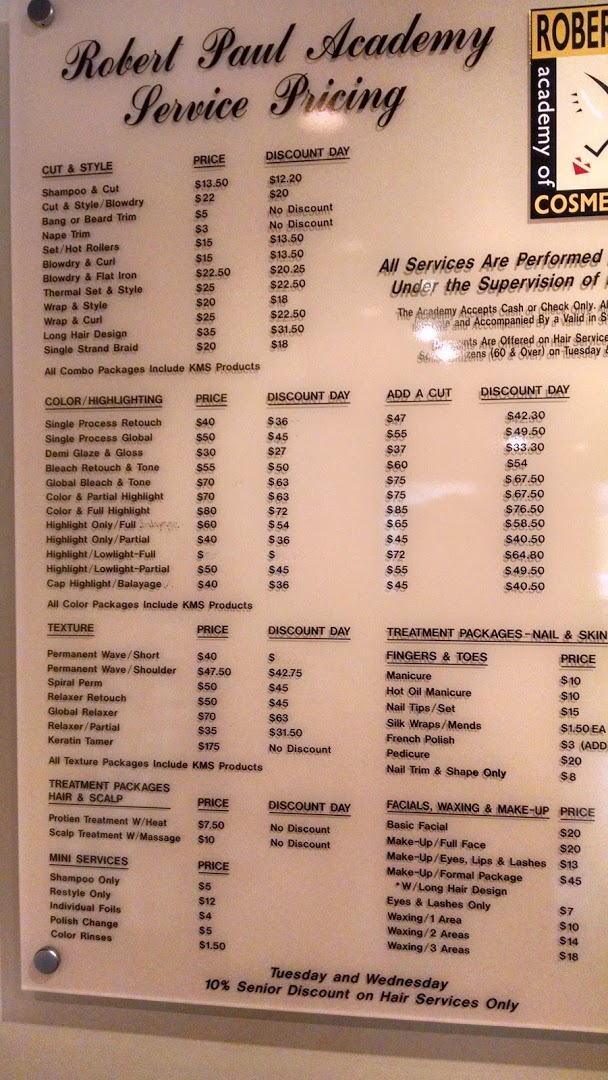 Robert Paul Academy
Service Pricing
ROBER
academy of
COSME
CUT & STYLE PRICE DISCOUNT DAY
Shampoo & Cut $13.50 $12.20
Cut & Style/Blowdry $22 $20
Bang or Beard Trim $5 No Discount
Nape Trim $3 No Discount
Set/Hot Rollers $15 $13.50
Blowdry & Curl $15 $13.50
Blowdry & Flat Iron $22.50 $20.25
Thermal Set & Style $25 $22.50
Wrap & Style $20 $18
Wrap & Curl $25 $22.50
Long Hair Design $35 $31.50
Single Strand Braid $20 $18
All Combo Packages Include KMS Products
All Services Are Performed
Under the Supervision of
The Academy Accepts Cash or Check Only.
and Accompanied By a Valid in
Are Offered on Hair Service
(60 & Over) on Tuesday &
COLOR/HIGHLIGHTING PRICE DISCOUNT DAY ADD A CUT DISCOUNT DAY
Single Process Retouch $40 $36 $47 $42.30
Single Process Global $50 $45 $55 $49.50
Demi Glaze & Gloss $30 $27 $37 $33.30
Bleach Retouch & Tone $55 $50 $60 $54
Global Bleach & Tone $70 $63 $75 $67.50
Color & Partial Highlight $70 $63 $75 $67.50
Color & Full Highlight $80 $72 $85 $76.50
Highlight Only/Full $60 $54 $65 $58.50
Highlight Only/Partial $40 $36 $45 $40.50
Highlight/Lowlight-Full $ $ $72 $64.80
Highlight/Lowlight-Partial $50 $45 $55 $49.50
Cap Highlight/Balayage $40 $36 $45 $40.50
All Color Packages Include KMS Products
TEXTURE PRICE DISCOUNT DAY
Permanent Wave/Short $40 $
Permanent Wave/Shoulder $47.50 $42.75
Spiral Perm $50 $45
Relaxer Retouch $50 $45
Global Relaxer $70 $63
Relaxer/Partial $35 $31.50
Keratin Tamer $175 No Discount
All Texture Packages Include KMS Products
TREATMENT PACKAGES-NAIL & SKIN
FINGERS & TOES PRICE
Manicure $10
Hot Oil Manicure $10
Nail Tips/Set $15
Silk Wraps/Mends $1.50 EA
French Polish $3 (ADD
Pedicure $20
Nail Trim & Shape Only $8
TREATMENT PACKAGES
HAIR & SCALP PRICE DISCOUNT DAY
Protien Treatment W/Heat $7.50 No Discount
Scalp Treatment W/Massage $10 No Discount
MINI SERVICES PRICE
Shampoo Only $5
Restyle Only $12
Individual Foils $4
Polish Change $5
Color Rinses $1.50
FACIALS, WAXING & MAKE-UP PRICE
Basic Facial $20
Make-Up/Full Face $20
Make-Up/Eyes, Lips & Lashes $13
Make-Up/Formal Package $45
*W/Long Hair Design
Eyes & Lashes Only $7
Waxing/1 Area $10
Waxing/2 Areas $14
Waxing/3 Areas $18
Tuesday and Wednesday
10% Senior Discount on Hair Services Only